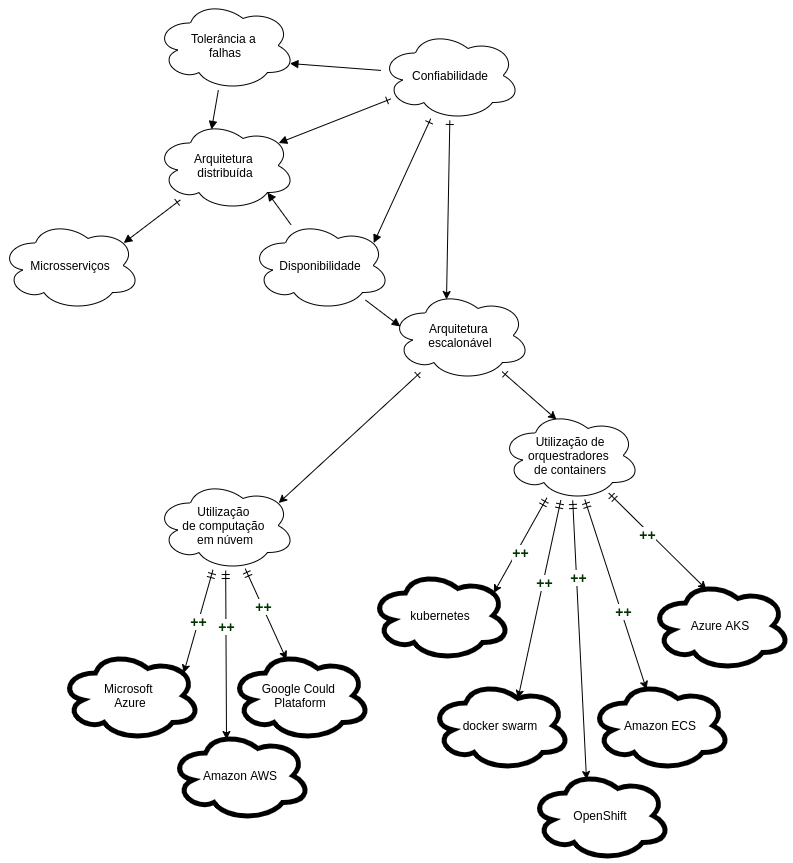 Tolerância a
falhas
Confiabilidade
Arquitetura
distribuída
Microsserviços
Disponibilidade
Arquitetura
escalonável
Utilização de
orquestradores
de containers
Utilização
de computação
em núvem
++
++
++
++
++
++
++
++
kubernetes
Azure AKS
Microsoft
Azure
Google Could
Plataform
docker swarm
Amazon ECS
Amazon AWS
OpenShift